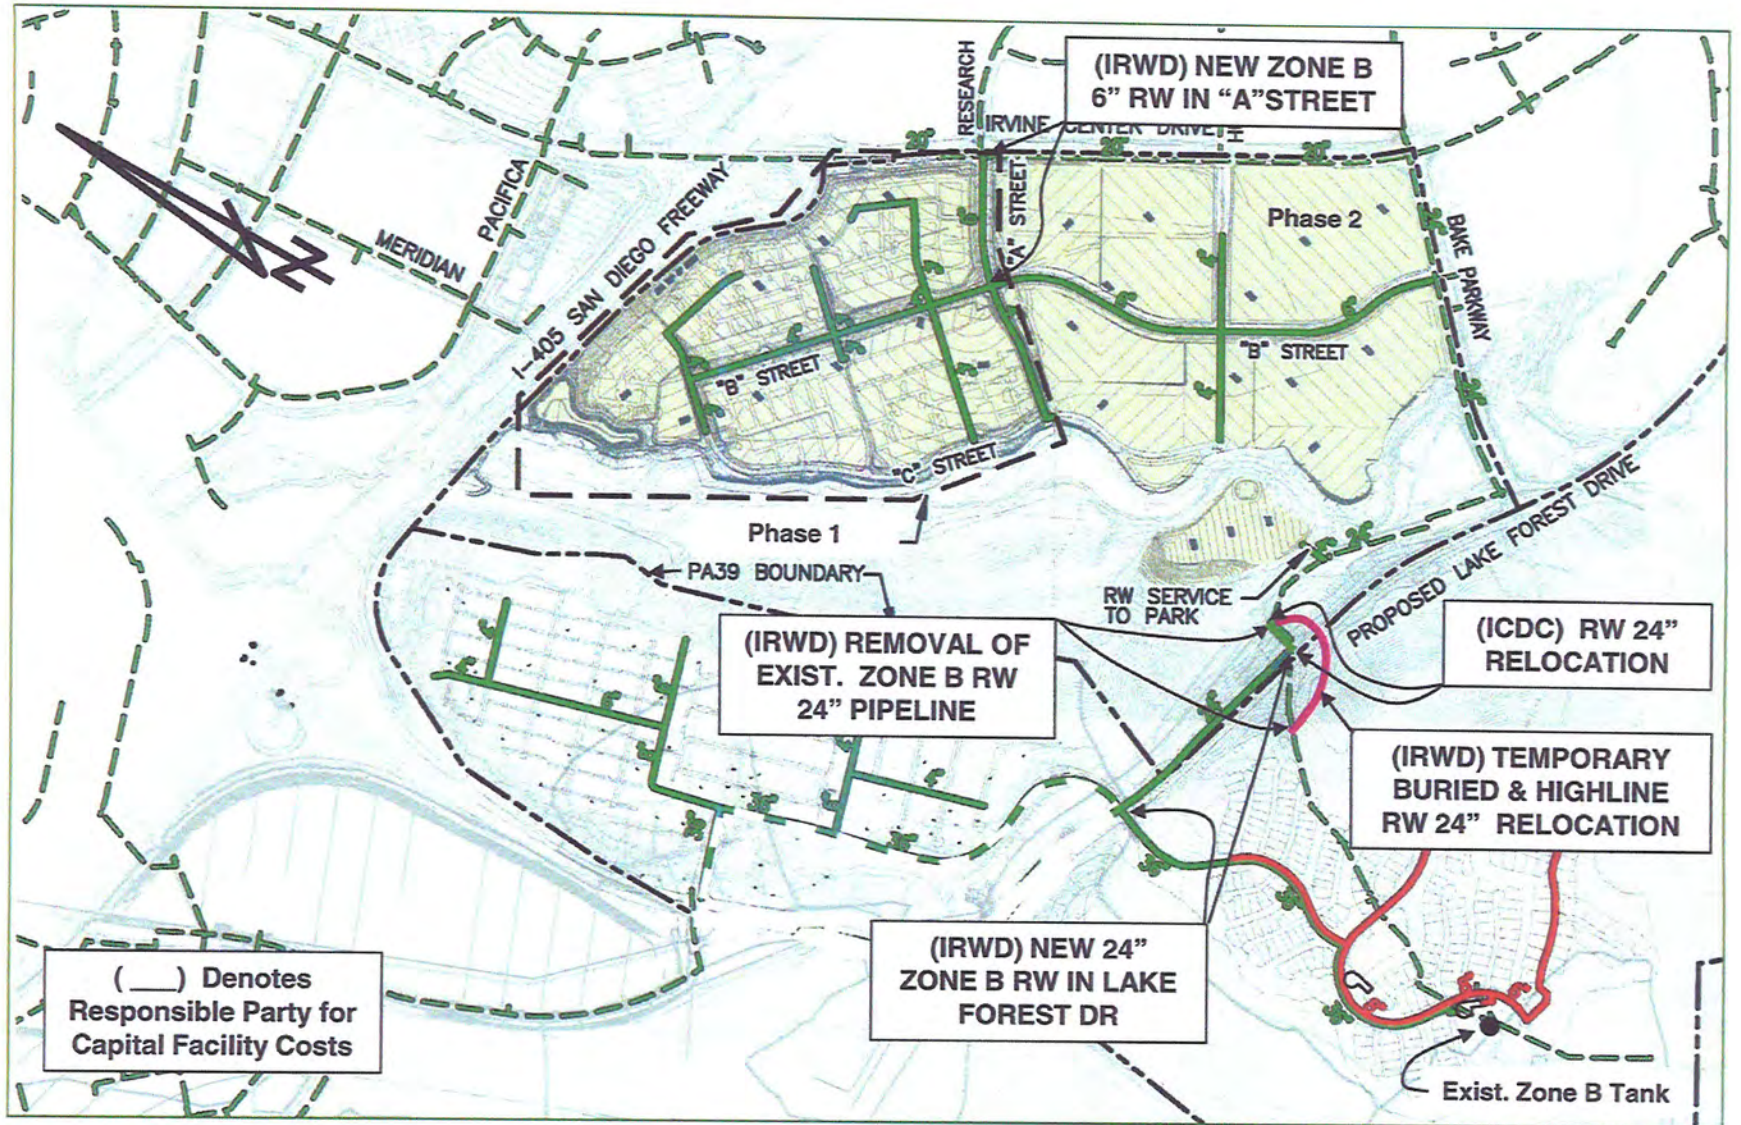 (IRWD) NEW ZONE B
6” RW IN “A”STREET
RESEARCH
IRVINE CENTER DRIVE
20"
20"
20"
I-405 SAN DIEGO FREEWAY
PACIFICA
MERIDIAN
"A" STREET
Phase 2
BAKE PARKWAY
"B" STREET
"B" STREET
"C" STREET
Phase 1
PA39 BOUNDARY
RW SERVICE
TO PARK
PROPOSED LAKE FOREST DRIVE
(IRWD) REMOVAL OF
EXIST. ZONE B RW
24” PIPELINE
(ICDC) RW 24”
RELOCATION
(IRWD) TEMPORARY
BURIED & HIGHLINE
RW 24” RELOCATION
(IRWD) NEW 24”
ZONE B RW IN LAKE
FOREST DR
(___) Denotes
Responsible Party for
Capital Facility Costs
Exist. Zone B Tank